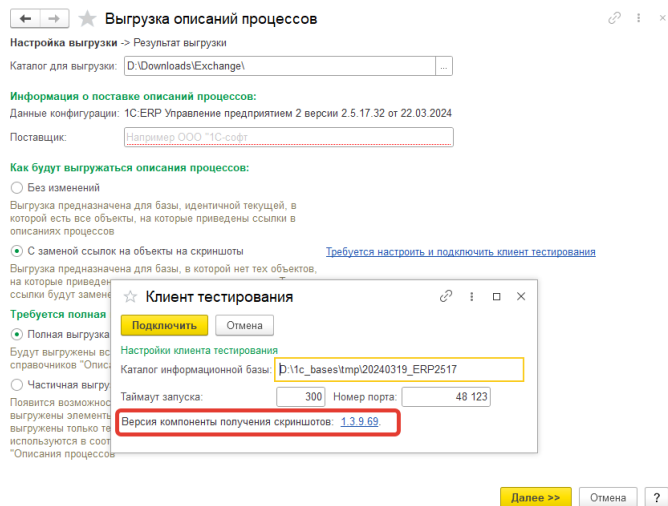 Выгрузка описаний процессов
Настройка выгрузки -> Результат выгрузки
Каталог для выгрузки: D:\Downloads\Exchange\ ...
Информация о поставке описаний процессов:
Данные конфигурации: 1С:ERP Управление предприятием 2 версии 2.5.17.32 от 22.03.2024
Поставщик: Например ООО "1С-софт
Как будут выгружаться описания процессов:
Без изменений
Выгрузка предназначена для базы, идентичной текущей, в
которой есть все объекты, на которые приведены ссылки в
описаниях процессов
С заменой ссылок на объекты на скриншоты Требуется настроить и подключить клиент тестирования
Выгрузка предназначена для базы, в которой нет тех объектов,
на которые приведен
ссылки будут замене
Требуется полная
Полная выгрузка
Будут выгружены вс
справочников "Описа
Частичная выгру
Появится возможнос
выгружены элементь
выгружены только те
используются в соот
"Описания процессов
Клиент тестирования
Подключить Отмена
Настройки клиента тестирования
Каталог информационной базы: D:\1c_bases\tmp\20240319_ERP2517
Таймаут запуска: 300 Номер порта: 48 123
Версия компоненты получения скриншотов: 1.3.9.69.
Далее >> Отмена ?